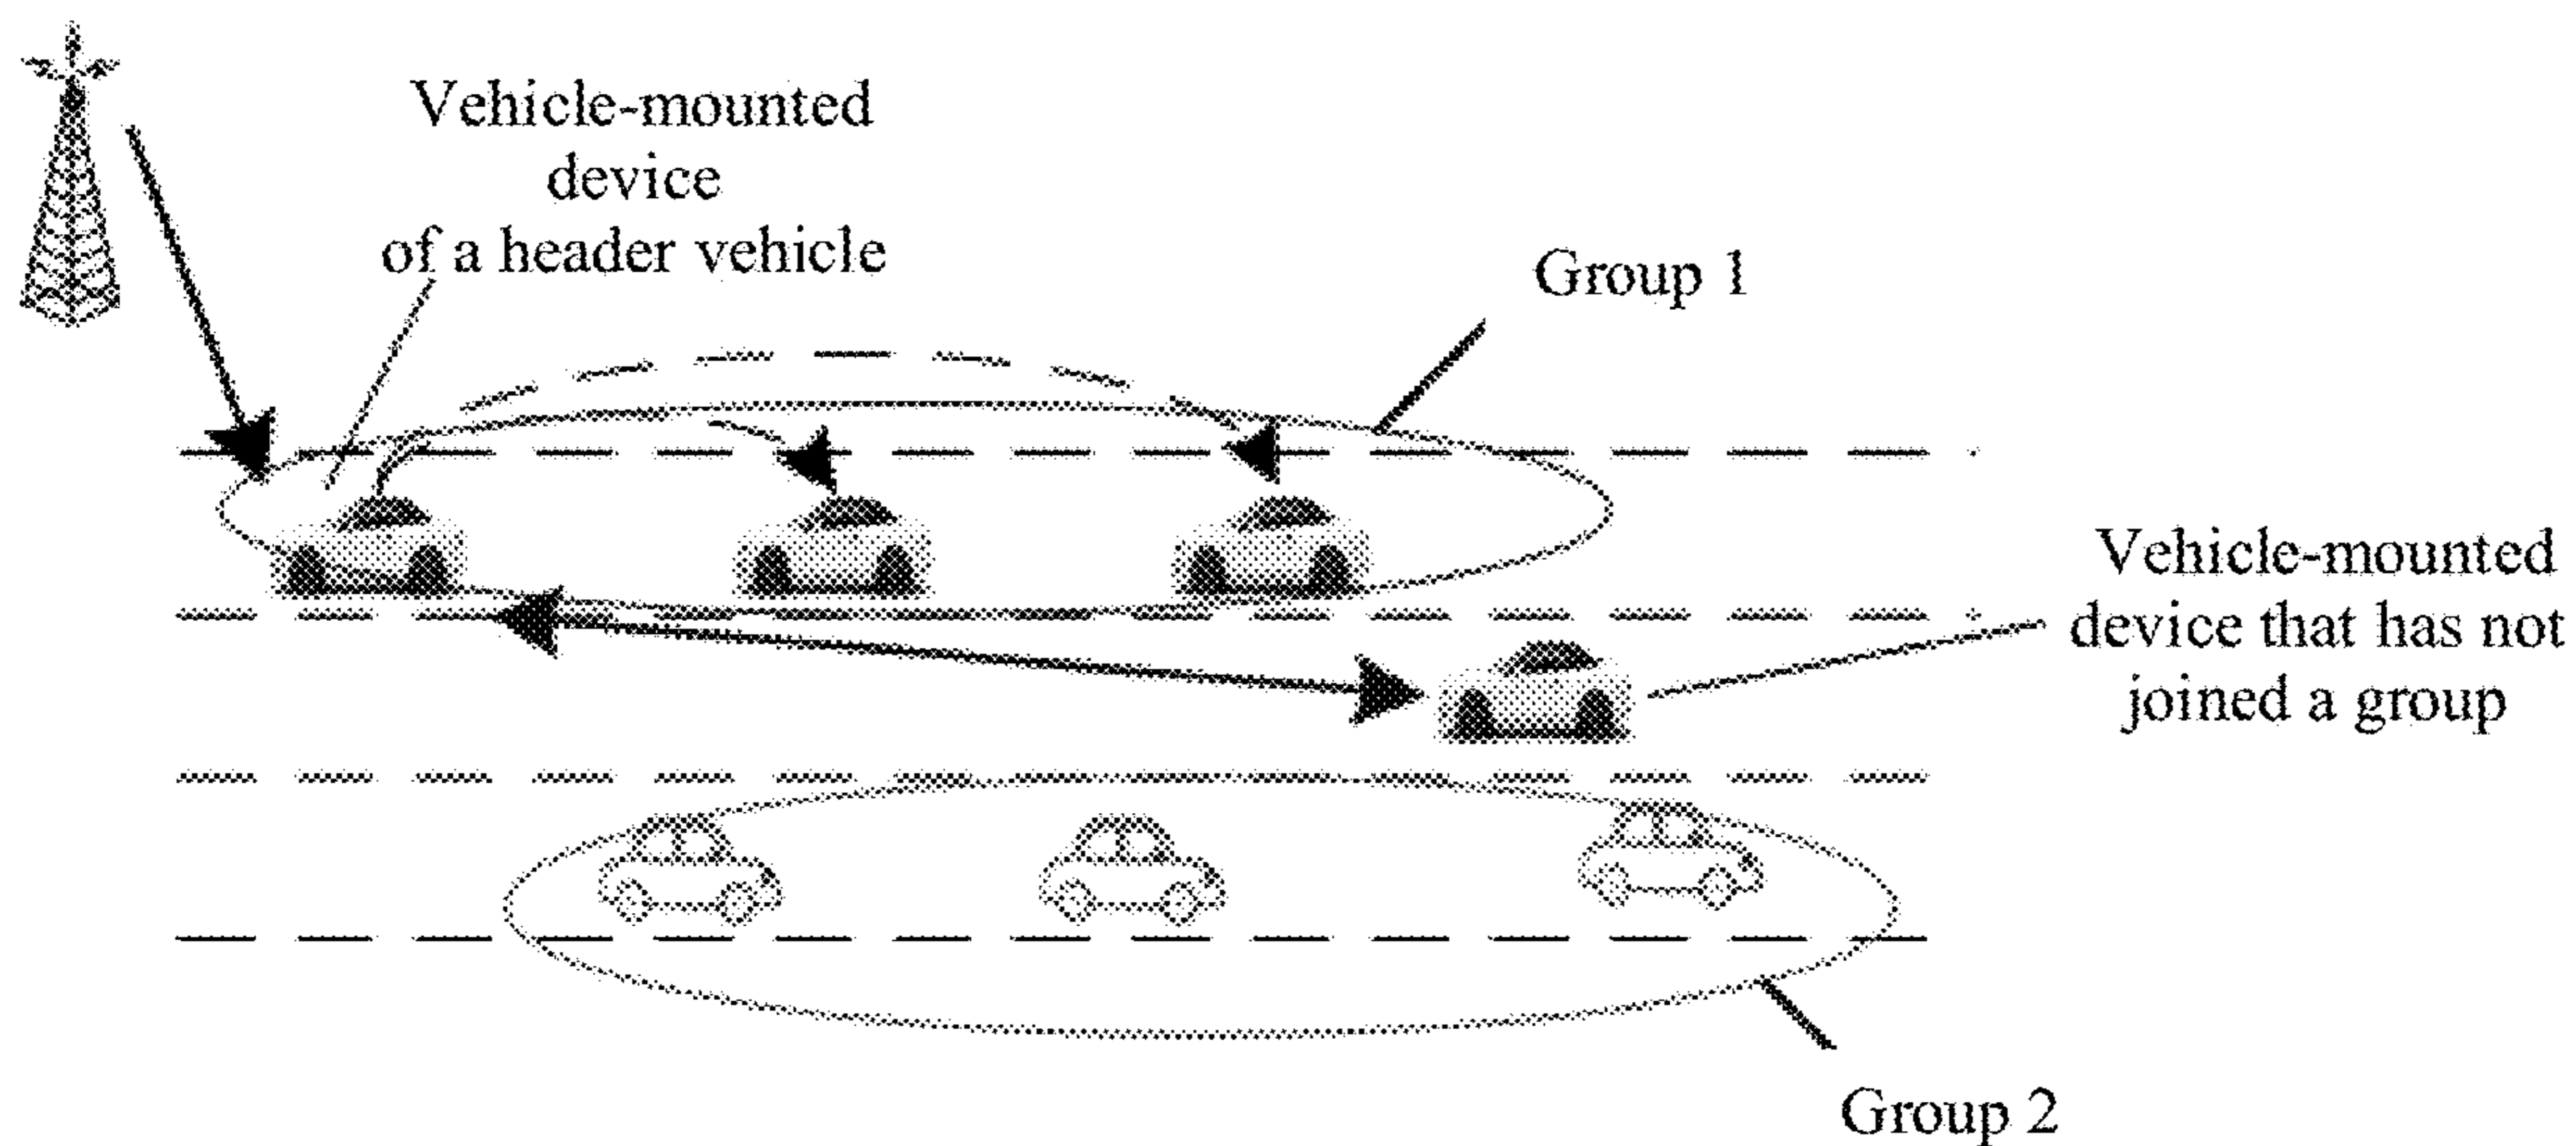 Vehicle-mounted
device
of a header vehicle
Group 1
Vehicle-mounted
device that has not
joined a group
Group 2